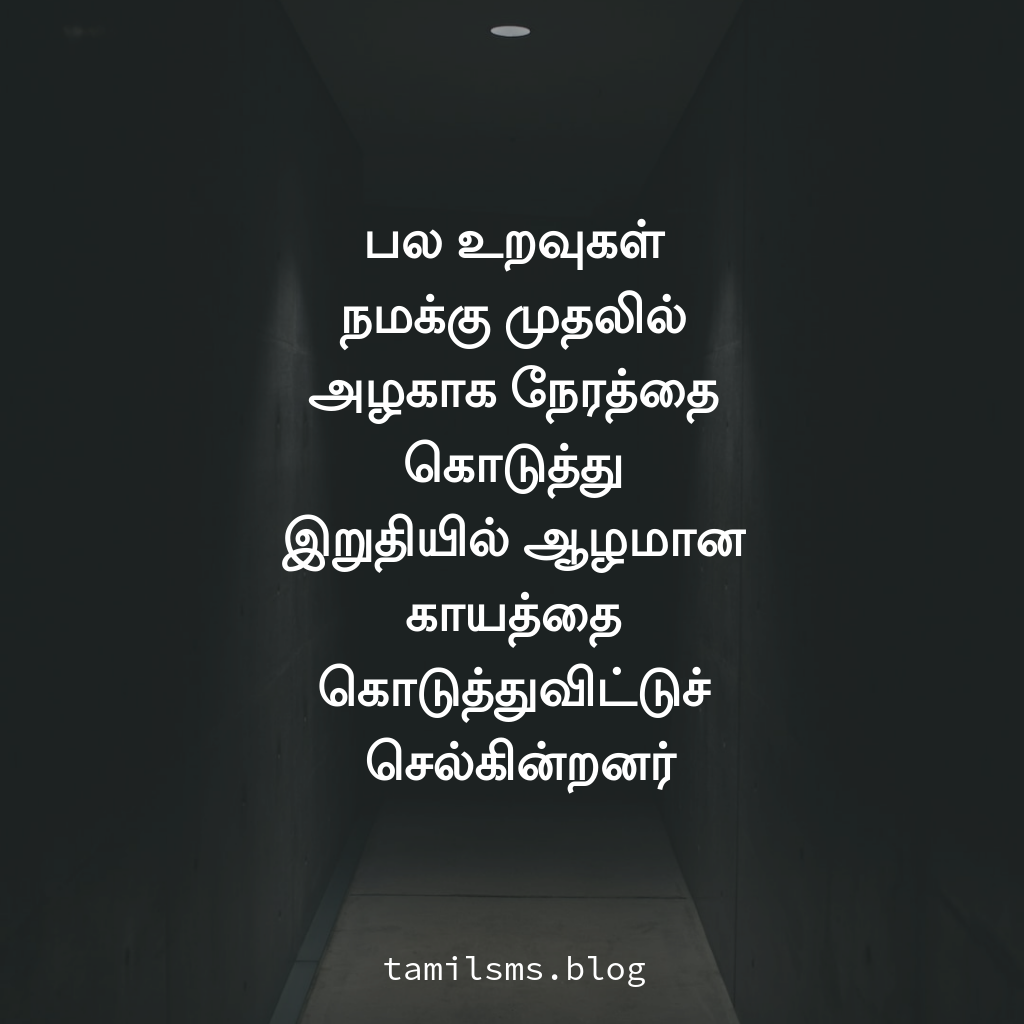 பல உறவுகள்
நமக்கு முதலில்
அழகாக நேரத்தை
கொடுத்து
இறுதியில் ஆழமான
காயத்தை
கொடுத்துவிட்டுச்
செல்கின்றனர்
tamilsms.blog